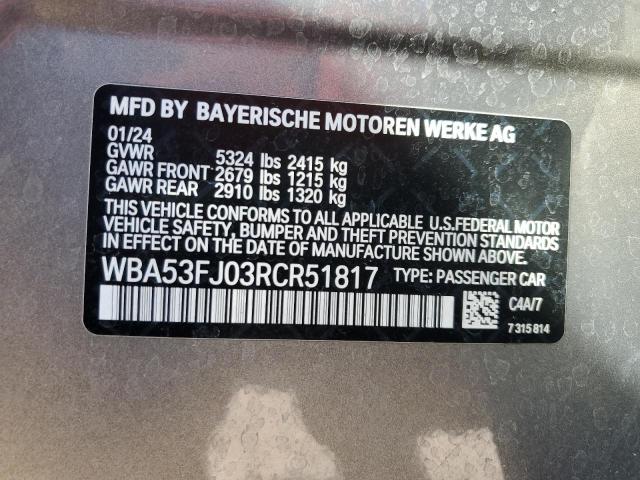 MFD BY BAYERISCHE MOTOREN WERKE AG
01/24
GVWR 5324 lbs 2415 kg
GAWR FRONT 2679 lbs 1215 kg
GAWR REAR 2910 lbs 1320 kg
THIS VEHICLE CONFORMS TO ALL APPLICABLE U.S.FEDERAL MOTOR
VEHICLE SAFETY, BUMPER AND THEFT PREVENTION STANDARDS
IN EFFECT ON THE DATE OF MANUFACTURE SHOWN ABOVE.
WBA53FJ03RCR51817 TYPE: PASSENGER CAR
C4A/7
7315814